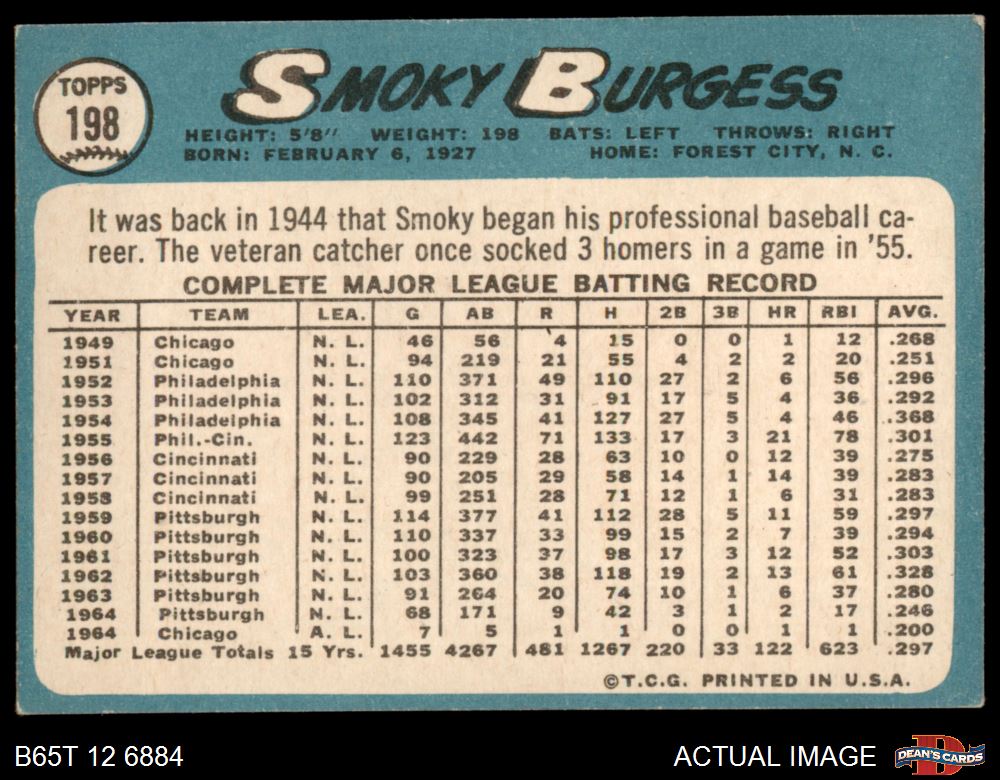 TOPPS
198
SMOKY BURGESS
HEIGHT: 5'8" WEIGHT: 198 BATS: LEFT THROWS: RIGHT
BORN: FEBRUARY 6, 1927 HOME: FOREST CITY, N. C.
It was back in 1944 that Smoky began his professional baseball ca-
reer. The veteran catcher once socked 3 homers in a game in '55.
COMPLETE MAJOR LEAGUE BATTING RECORD
YEAR TEAM LEA. G AB R H 2B 3B HR RBI AVG.
1949 Chicago N. L. 46 56 4 15 0 0 1 12 .268
1951 Chicago N. L. 94 219 21 55 4 2 2 20 .251
1952 Philadelphia N. L. 110 371 49 110 27 2 6 56 .296
1953 Philadelphia N. L. 102 312 31 91 17 5 4 36 .292
1954 Philadelphia N. L. 108 345 41 127 27 5 4 46 .368
1955 Phil.-Cin. N. L. 123 442 71 133 17 3 21 78 .301
1956 Cincinnati N. L. 90 229 28 63 10 0 12 39 .275
1957 Cincinnati N. L. 90 205 29 58 14 1 14 39 .283
1958 Cincinnati N. L. 99 251 28 71 12 1 6 31 .283
1959 Pittsburgh N. L. 114 377 41 112 28 5 11 59 .297
1960 Pittsburgh N. L. 110 337 33 99 15 2 7 39 .294
1961 Pittsburgh N. L. 100 323 37 98 17 3 12 52 .303
1962 Pittsburgh N. L. 103 360 38 118 19 2 13 61 .328
1963 Pittsburgh N. L. 91 264 20 74 10 1 6 37 .280
1964 Pittsburgh N. L. 68 171 9 42 3 1 2 17 .246
1964 Chicago A. L. 7 5 1 1 0 0 1 1 .200
Major League Totals 15 Yrs. 1455 4267 481 1267 220 33 122 623 .297
©T.C.G. PRINTED IN U.S.A.
B65T 12 6884 ACTUAL IMAGE
D
DEAN'S CARDS